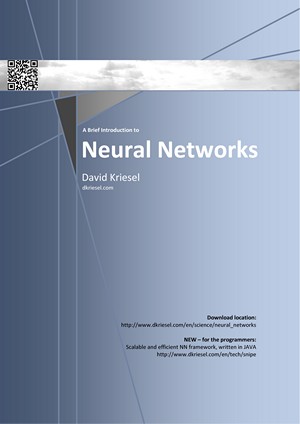 A Brief Introduction to
Neural Networks
David Kriesel
dkriesel.com
Download location:
http://www.dkriesel.com/en/science/neural_networks
NEW – for the programmers:
Scalable and efficient NN framework, written in JAVA
http://www.dkriesel.com/en/tech/snipe